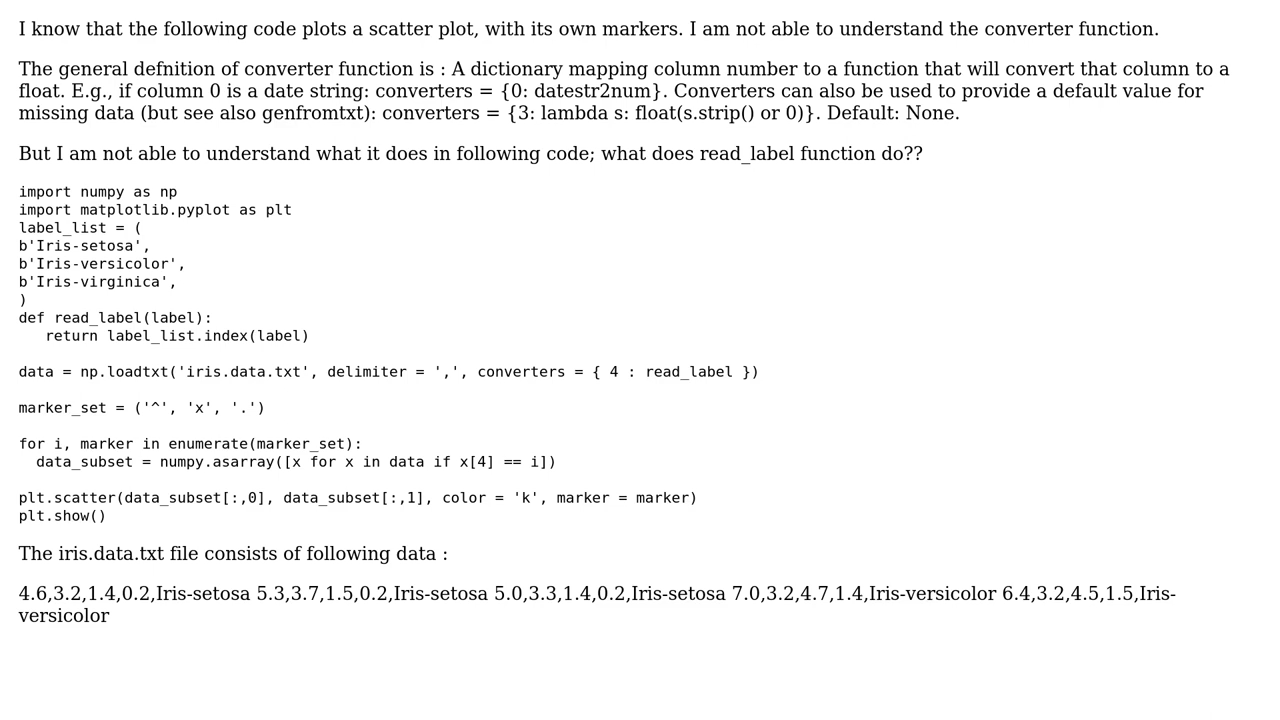 I know that the following code plots a scatter plot, with its own markers. I am not able to understand the converter function.
The general defnition of converter function is : A dictionary mapping column number to a function that will convert that column to a
float. E.g., if column 0 is a date string: converters = {0: datestr2num}. Converters can also be used to provide a default value for
missing data (but see also genfromtxt): converters = {3: lambda s: float(s.strip() or 0)}. Default: None.
But I am not able to understand what it does in following code; what does read_label function do??
import numpy as np
import matplotlib.pyplot as plt
label_list = (
b'Iris-setosa',
b'Iris-versicolor',
b'Iris-virginica',
)
def read_label(label):
   return label_list.index(label)
data = np.loadtxt('iris.data.txt', delimiter = ',', converters = { 4 : read_label })
marker_set = ('^', 'x', '.')
for i, marker in enumerate(marker_set):
  data_subset = numpy.asarray([x for x in data if x[4] == i])
plt.scatter(data_subset[:,0], data_subset[:,1], color = 'k', marker = marker)
plt.show()
The iris.data.txt file consists of following data :
4.6,3.2,1.4,0.2,Iris-setosa 5.3,3.7,1.5,0.2,Iris-setosa 5.0,3.3,1.4,0.2,Iris-setosa 7.0,3.2,4.7,1.4,Iris-versicolor 6.4,3.2,4.5,1.5,Iris-
versicolor